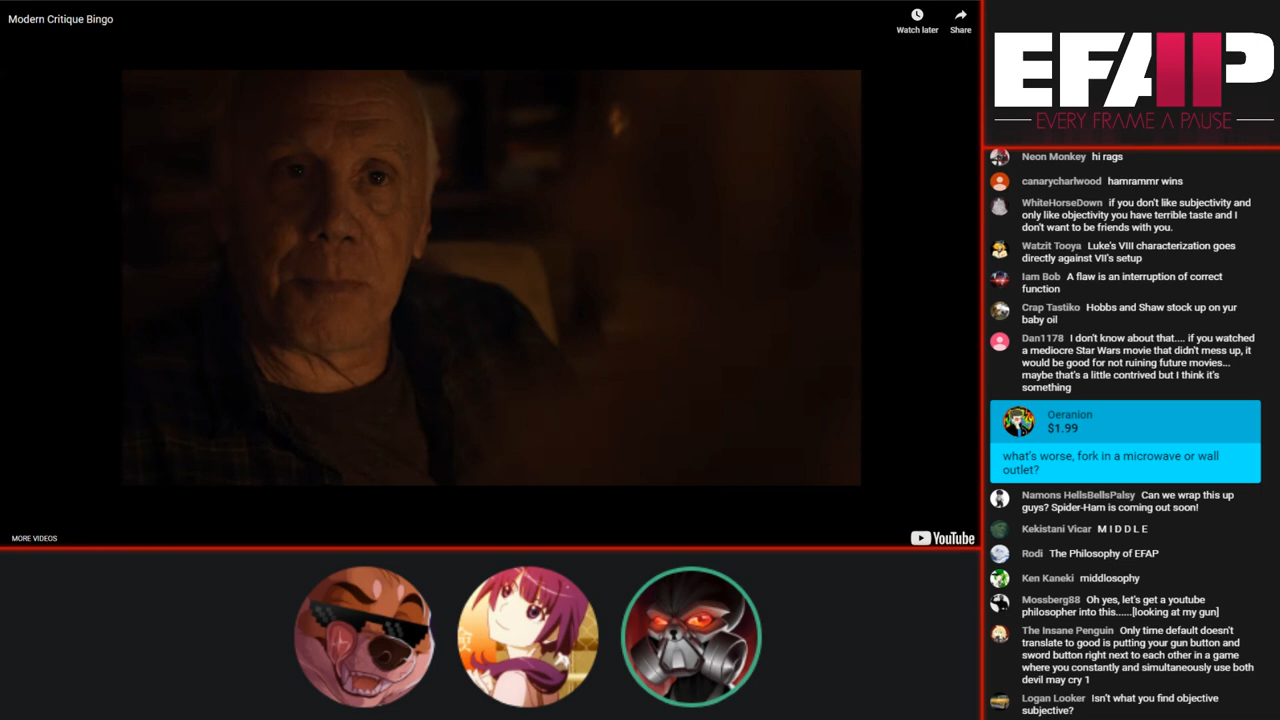 Modern Critique Bingo
Watch later
Share
MORE VIDEOS
YouTube
EFAP
EVERY FRAME A PAUSE
Neon Monkey hi rags
canarycharlwood hamrammr wins
WhiteHorseDown if you don't like subjectivity and
only like objectivity you have terrible taste and I
don't want to be friends with you.
Watzit Tooya Luke's VIII characterization goes
directly against VII's setup
Iam Bob A flaw is an interruption of correct
function
Crap Tastiko Hobbs and Shaw stock up on yur
baby oil
Dan1178 I don't know about that.... if you watched
a mediocre Star Wars movie that didn't mess up, it
would be good for not ruining future movies...
maybe that's a little contrived but I think it's
something
Oeranion
$1.99
what's worse, fork in a microwave or wall
outlet?
Namons HellsBellsPalsy Can we wrap this up
guys? Spider-Ham is coming out soon!
Kekistani Vicar M I D D L E
Rodi The Philosophy of EFAP
Ken Kaneki middlosophy
Mossberg88 Oh yes, let's get a youtube
philosopher into this......[looking at my gun]
The Insane Penguin Only time default doesn't
translate to good is putting your gun button and
sword button right next to each other in a game
where you constantly and simultaneously use both
devil may cry 1
Logan Looker Isn't what you find objective
subjective?